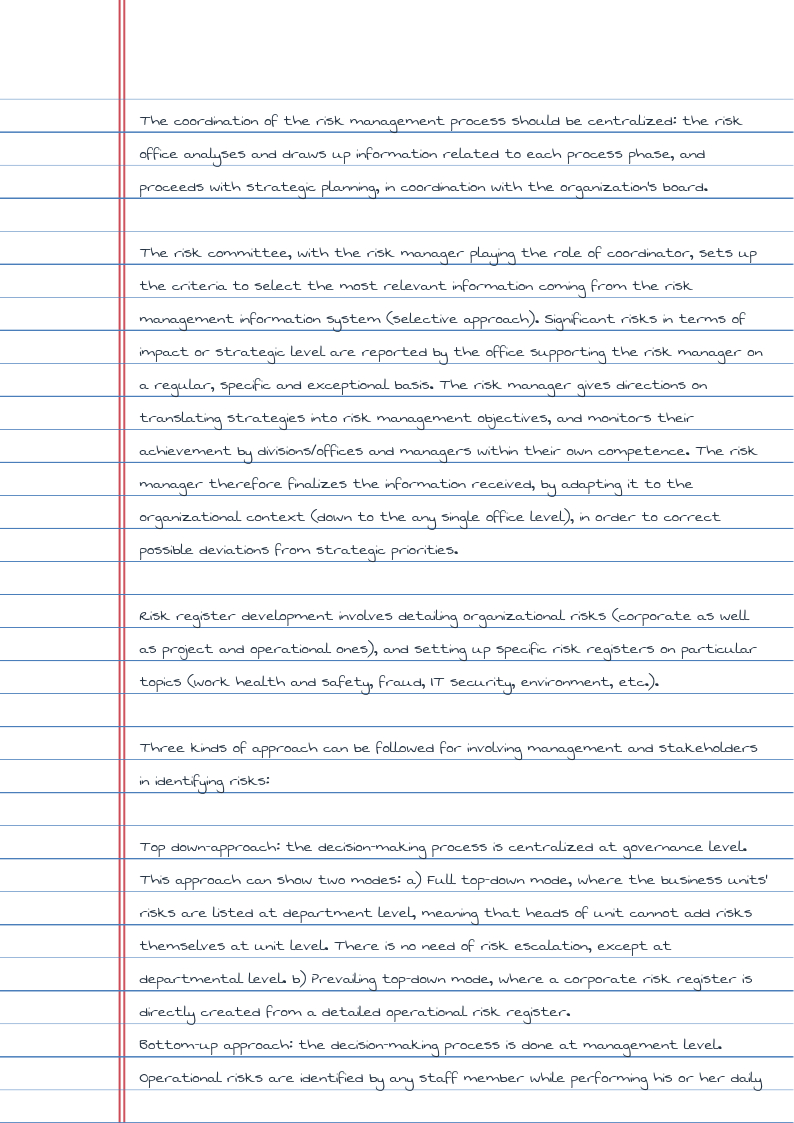 The coordination of the risk management process should be centralized: the risk
office analyses and draws up information related to each process phase, and
proceeds with strategic planning, in coordination with the organization's board.
The risk committee, with the risk manager playing the role of coordinator, sets up
the criteria to select the most relevant information coming from the risk
management information system (selective approach). Significant risks in terms of
impact or strategic level are reported by the office supporting the risk manager on
a regular, specific and exceptional basis. The risk manager gives directions on
translating strategies into risk management objectives, and monitors their
achievement by divisions/offices and managers within their own competence. The risk
manager therefore finalizes the information received, by adapting it to the
organizational context (down to the any single office level), in order to correct
possible deviations from strategic priorities.
Risk register development involves detailing organizational risks (corporate as well
as project and operational ones), and setting up specific risk registers on particular
topics (work health and safety, fraud, IT security, environment, etc.).
Three kinds of approach can be followed for involving management and stakeholders
in identifying risks:
Top down-approach: the decision-making process is centralized at governance level.
This approach can show two modes: a) Full top-down mode, where the business units'
risks are listed at department level, meaning that heads of unit cannot add risks
themselves at unit level. There is no need of risk escalation, except at
departmental level. b) Prevailing top-down mode, where a corporate risk register is
directly created from a detailed operational risk register.
Bottom-up approach: the decision-making process is done at management level.
Operational risks are identified by any staff member while performing his or her daily